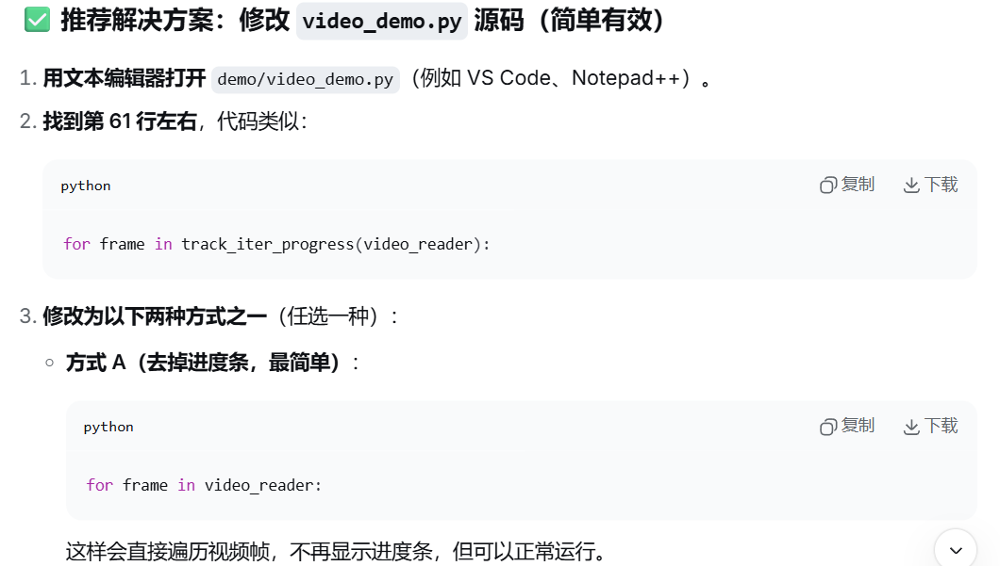 ✅ 推荐解决方案：修改 video_demo.py 源码（简单有效）
1. 用文本编辑器打开 demo/video_demo.py（例如 VS Code、Notepad++）。
2. 找到第 61 行左右，代码类似：
python 复制 下载
for frame in track_iter_progress(video_reader):
3. 修改为以下两种方式之一（任选一种）：
○ 方式 A（去掉进度条，最简单）：
python 复制 下载
for frame in video_reader:
这样会直接遍历视频帧，不再显示进度条，但可以正常运行。